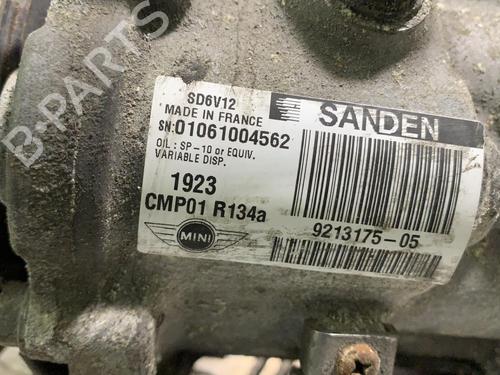 B-PARTS
SD6V12
MADE IN FRANCE
SN:01061004562
OIL : SP-10 or EQUIV.
VARIABLE DISP.
1923
CMP01 R134a
MINI
SANDEN
9213175-05